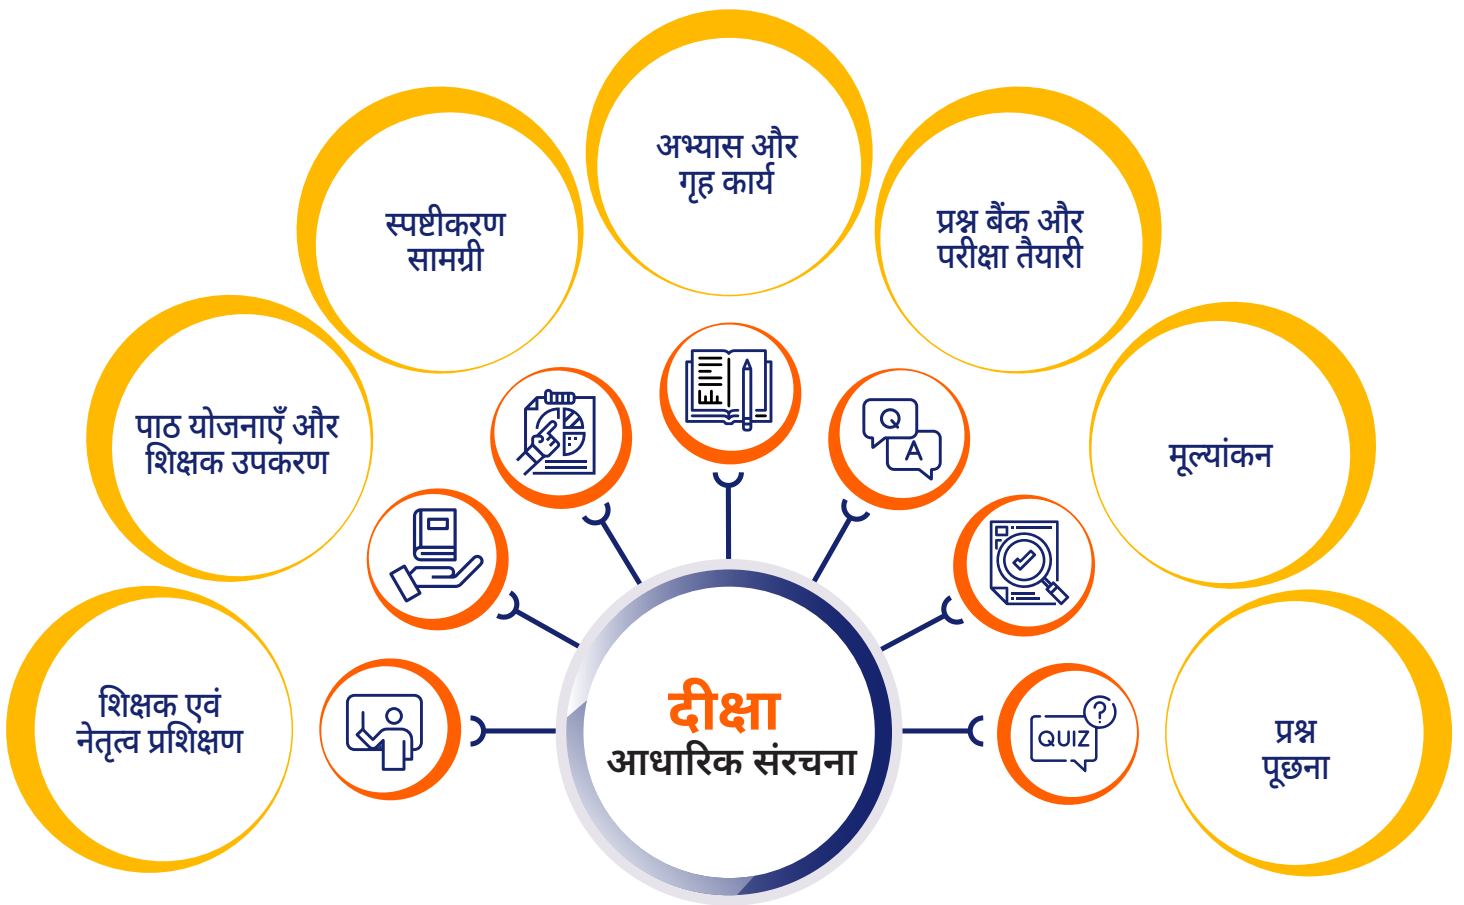 अभ्यास और
गृह कार्य
स्पष्टीकरण
सामग्री
प्रश्न बैंक और
परीक्षा तैयारी
पाठ योजनाएँ और
शिक्षक उपकरण
मूल्यांकन
शिक्षक एवं
नेतृत्व प्रशिक्षण
प्रश्न
पूछना
Q
A
?
QUIZ
दीक्षा
आधारिक संरचना